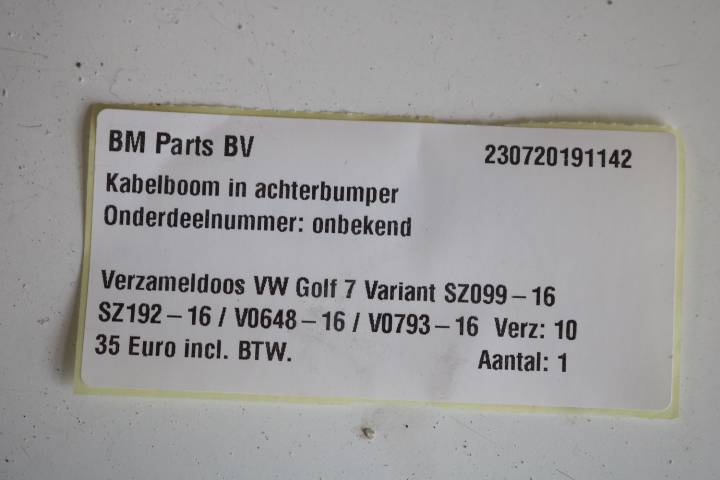 BM Parts BV 230720191142
Kabelboom in achterbumper
Onderdeelnummer: onbekend
Verzameldoos VW Golf 7 Variant SZ099 – 16
SZ192 – 16 / V0648 – 16 / V0793 – 16 Verz: 10
35 Euro incl. BTW. Aantal: 1